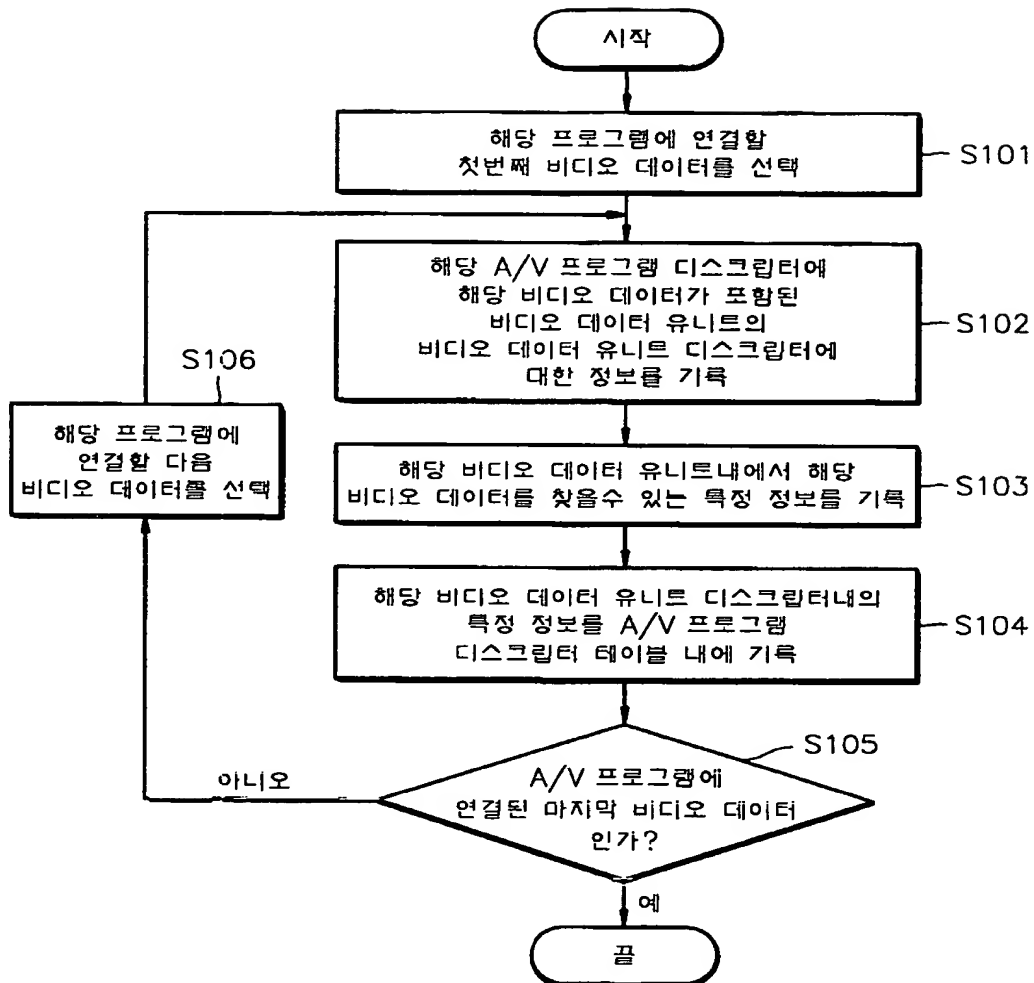 시작
해당 프로그램에 연결할
첫번째 비디오 데이터를 선택
S101
해당 A/V 프로그램 디스크립터에
해당 비디오 데이터가 포함된
비디오 데이터 유니트의
비디오 데이터 유니트 디스크립터에
대한 정보를 기록
S102
S106
해당 프로그램에
연결할 다음
비디오 데이터를 선택
해당 비디오 데이터 유니트내에서 해당
비디오 데이터를 찾을수 있는 특정 정보를 기록
S103
해당 비디오 데이터 유니트 디스크립터내의
특정 정보를 A/V 프로그램
디스크립터 테이블 내에 기록
S104
S105
아니오
A/V 프로그램에
연결된 마지막 비디오 데이터
인가?
예
끝